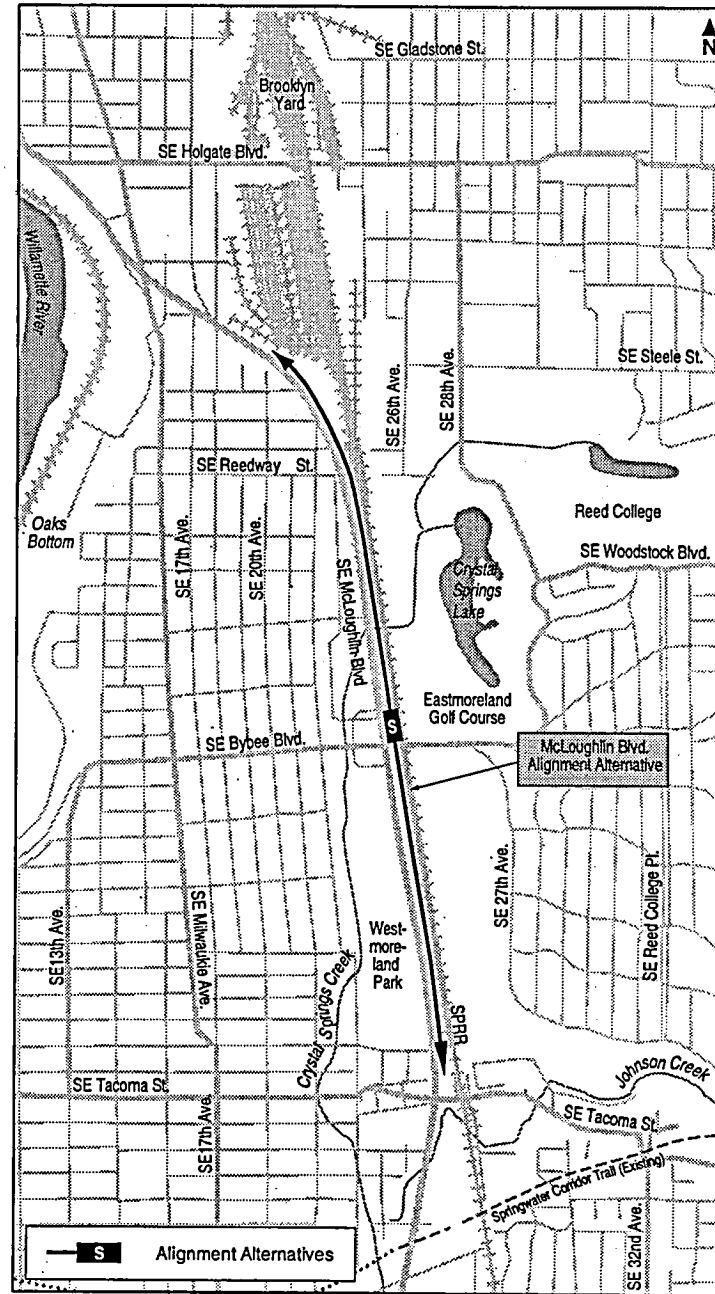 SE Gladstone St.
N
Brooklyn
Yard
SE Holgate Blvd.
Willamette River
SE Steele St.
SE 26th Ave.
SE 28th Ave.
SE Reedway St.
Reed College
Oaks
Bottom
SE 17th Ave.
SE 20th Ave.
SE McLoughlin Blvd
SE Woodstock Blvd.
Crystal
Springs
Lake
Eastmoreland
Golf Course
S
SE Bybee Blvd.
McLoughlin Blvd.
Alignment Alternative
SE13th Ave.
SE Milwaukie Ave.
SE 27th Ave.
SE Reed College Pl.
West-
more-
land
Park
Crystal Springs Creek
SPRR
Johnson Creek
SE Tacoma St.
SE17th Ave.
SE Tacoma St.
Springwater Corridor Trail (Existing)
SE 32nd Ave.
S Alignment Alternatives